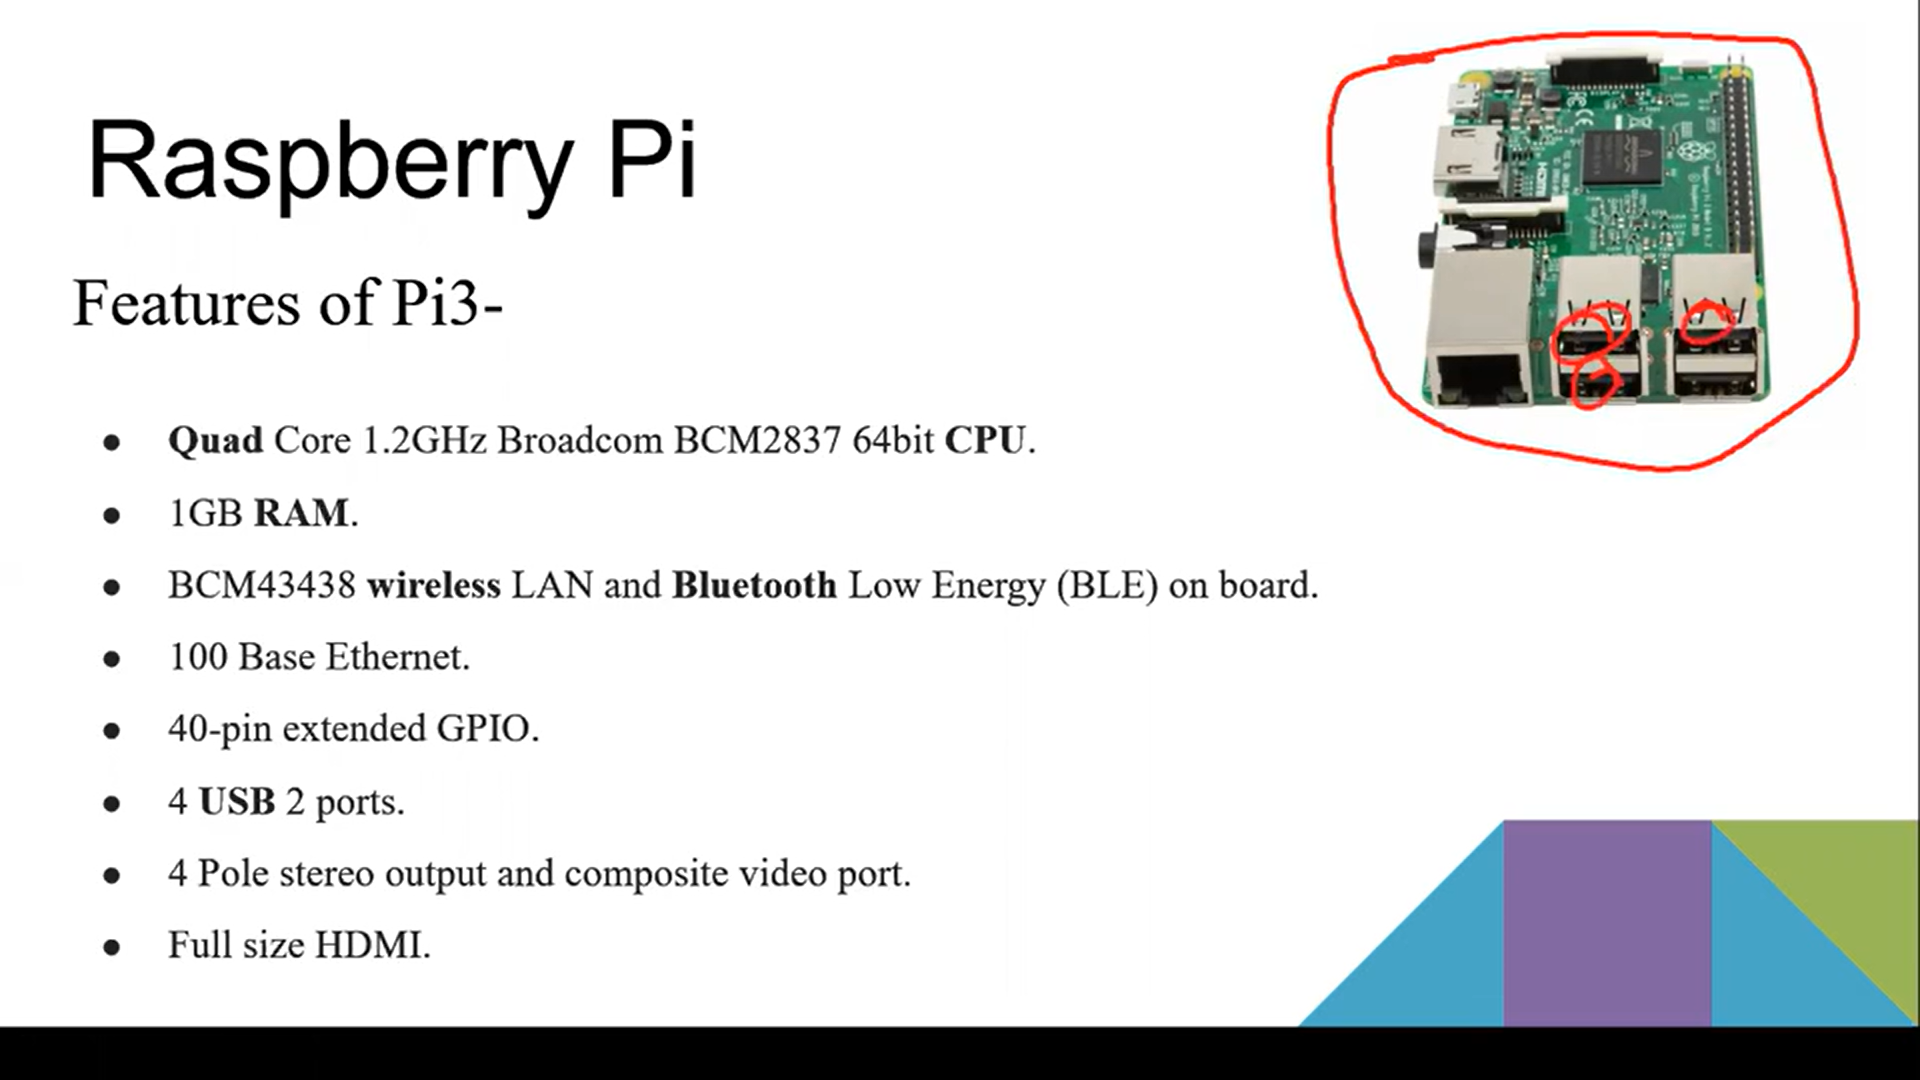 Raspberry Pi
Features of Pi3-
● Quad Core 1.2GHz Broadcom BCM2837 64bit CPU.
● 1GB RAM.
● BCM43438 wireless LAN and Bluetooth Low Energy (BLE) on board.
● 100 Base Ethernet.
● 40-pin extended GPIO.
● 4 USB 2 ports.
● 4 Pole stereo output and composite video port.
● Full size HDMI.
HDMI